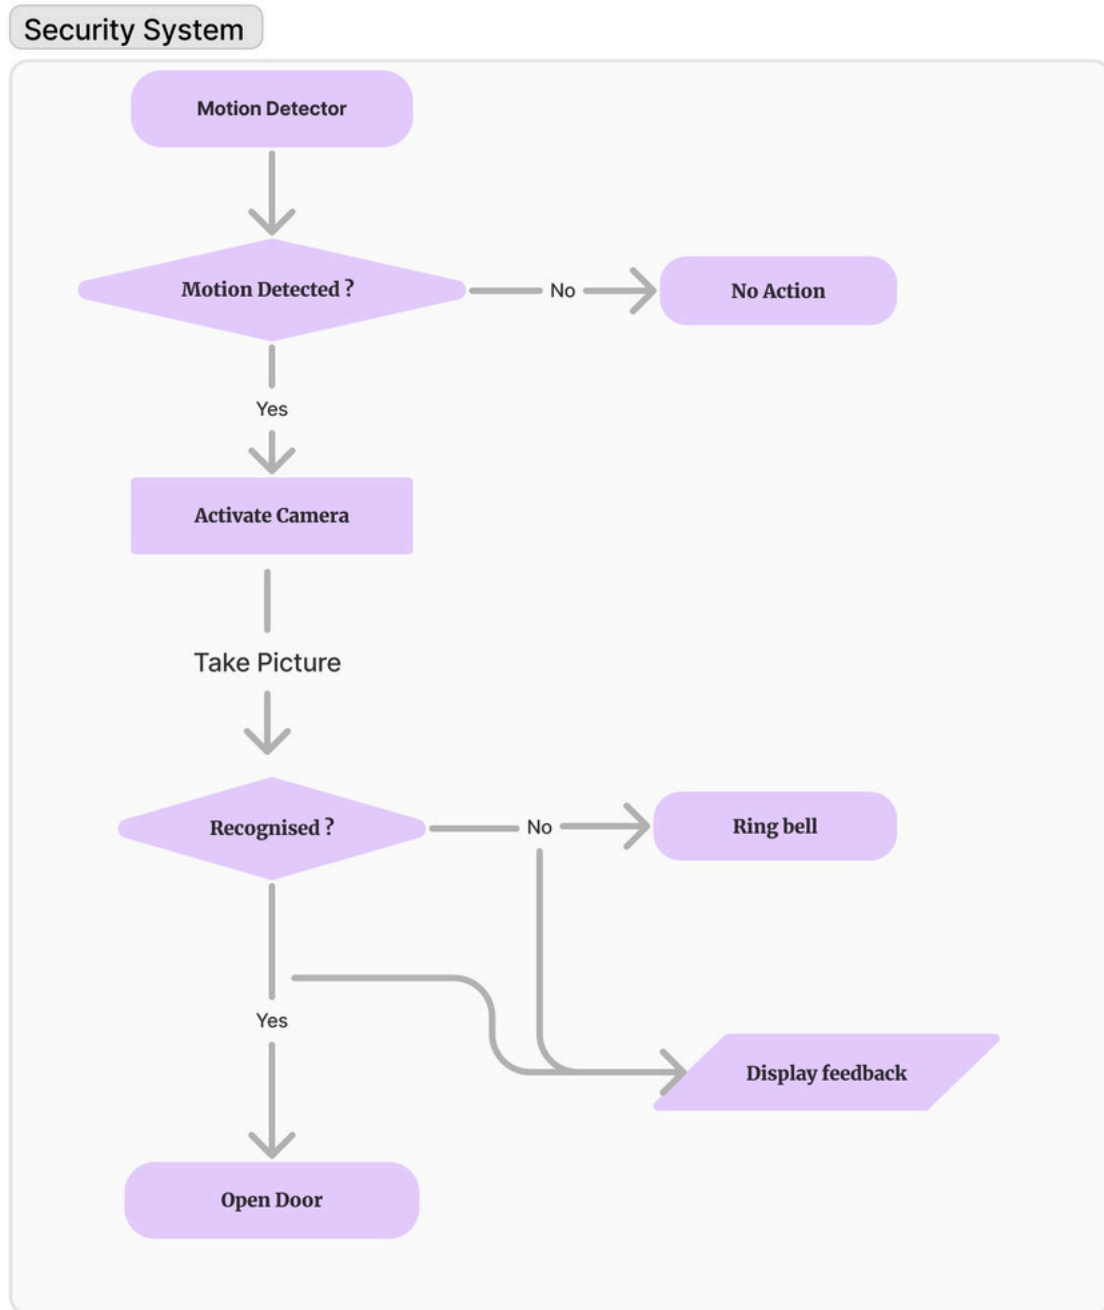 Security System
Motion Detector
Motion Detected ?
No
No Action
Yes
Activate Camera
Take Picture
Recognised ?
No
Ring bell
Yes
Display feedback
Open Door